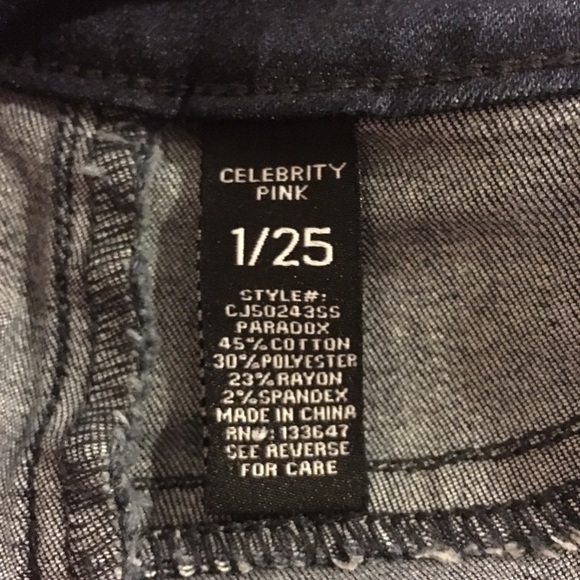 CELEBRITY
PINK
1/25
STYLE#:
CJ50243SS
PARADOX
45%COTTON
30%POLYESTER
23%RAYON
2%SPANDEX
MADE IN CHINA
RN#: 133647
SEE REVERSE
FOR CARE